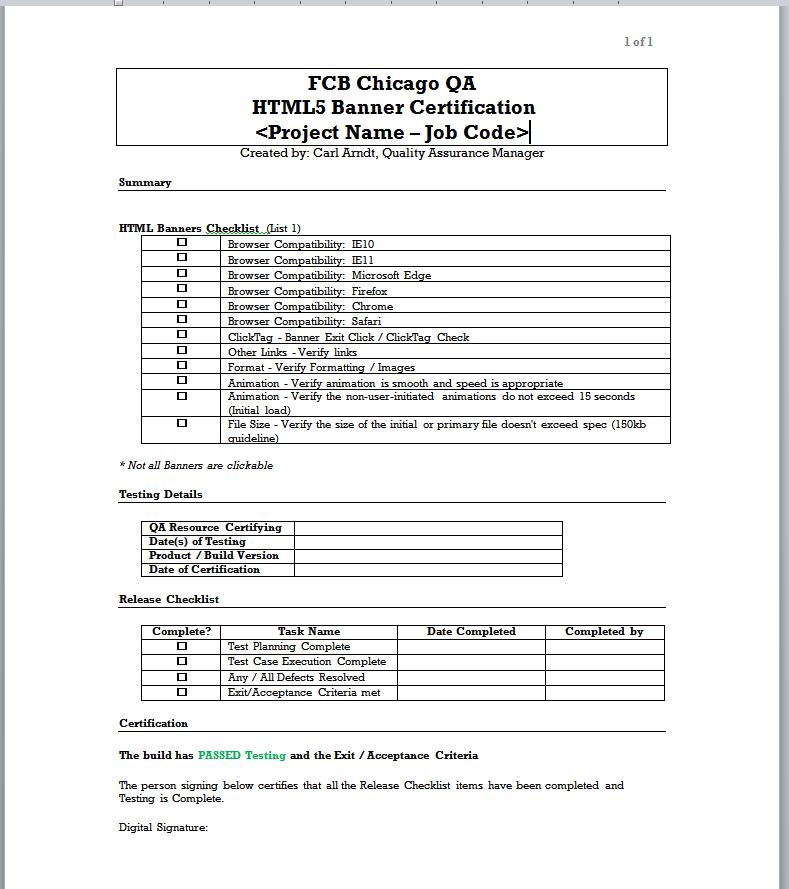 1 of 1
FCB Chicago QA
HTML5 Banner Certification
<Project Name – Job Code>
Created by: Carl Arndt, Quality Assurance Manager
Summary
HTML Banners Checklist (List 1)
Browser Compatibility: IE10
Browser Compatibility: IE11
Browser Compatibility: Microsoft Edge
Browser Compatibility: Firefox
Browser Compatibility: Chrome
Browser Compatibility: Safari
ClickTag - Banner Exit Click / ClickTag Check
Other Links - Verify links
Format - Verify Formatting / Images
Animation - Verify animation is smooth and speed is appropriate
Animation - Verify the non-user-initiated animations do not exceed 15 seconds
(Initial load)
File Size - Verify the size of the initial or primary file doesn't exceed spec (150kb
guideline)
* Not all Banners are clickable
Testing Details
QA Resource Certifying
Date(s) of Testing
Product / Build Version
Date of Certification
Release Checklist
Complete? Task Name Date Completed Completed by
Test Planning Complete
Test Case Execution Complete
Any / All Defects Resolved
Exit/Acceptance Criteria met
Certification
The build has PASSED Testing and the Exit / Acceptance Criteria
The person signing below certifies that all the Release Checklist items have been completed and
Testing is Complete.
Digital Signature: